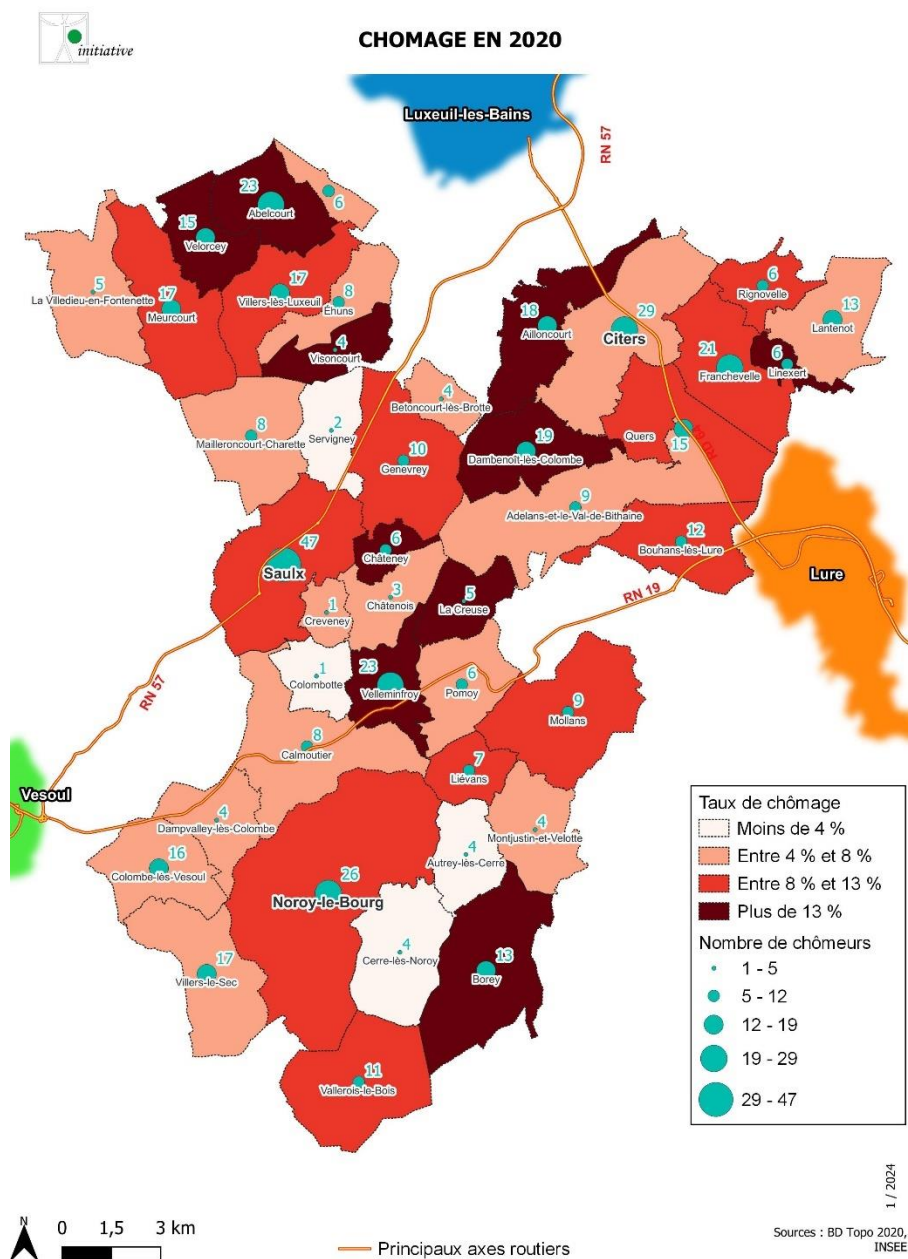 initiative
CHOMAGE EN 2020
Luxeuil-les-Bains
RN 57
23
Abelcourt
6
15
Velorcey
5
La Villedieu-en-Fontenette
17
Meurcourt
17
Villers-lès-Luxeuil
8
Éhuns
4
Visoncourt
18
Ailloncourt
29
Citers
6
Rignovelle
13
Lantenot
21
Franchevelle
6
Linexert
4
Betoncourt-lès-Brotte
8
Mailleroncourt-Charette
2
Servigney
10
Genevrey
19
Dambenoît-lès-Colombe
Quers
15
RD 64
9
Adelans-et-le-Val-de-Bithaine
12
Bouhans-lès-Lure
47
Saulx
6
Châteney
Lure
1
Creveney
3
Châtenois
5
La Creuse
RN 19
RN 57
1
Colombotte
23
Velleminfroy
6
Pomoy
9
Mollans
8
Calmoutier
7
Liévans
Vesoul
4
Dampvalley-lès-Colombe
16
Colombe-lès-Vesoul
4
Autrey-lès-Cerre
4
Montjustin-et-Velotte
26
Noroy-le-Bourg
17
Villers-le-Sec
4
Cerre-lès-Noroy
13
Borey
11
Vallerois-le-Bois
Taux de chômage
Moins de 4 %
Entre 4 % et 8 %
Entre 8 % et 13 %
Plus de 13 %
Nombre de chômeurs
1 - 5
5 - 12
12 - 19
19 - 29
29 - 47
1 / 2024
N
0 1,5 3 km
Principaux axes routiers
Sources : BD Topo 2020,
INSEE